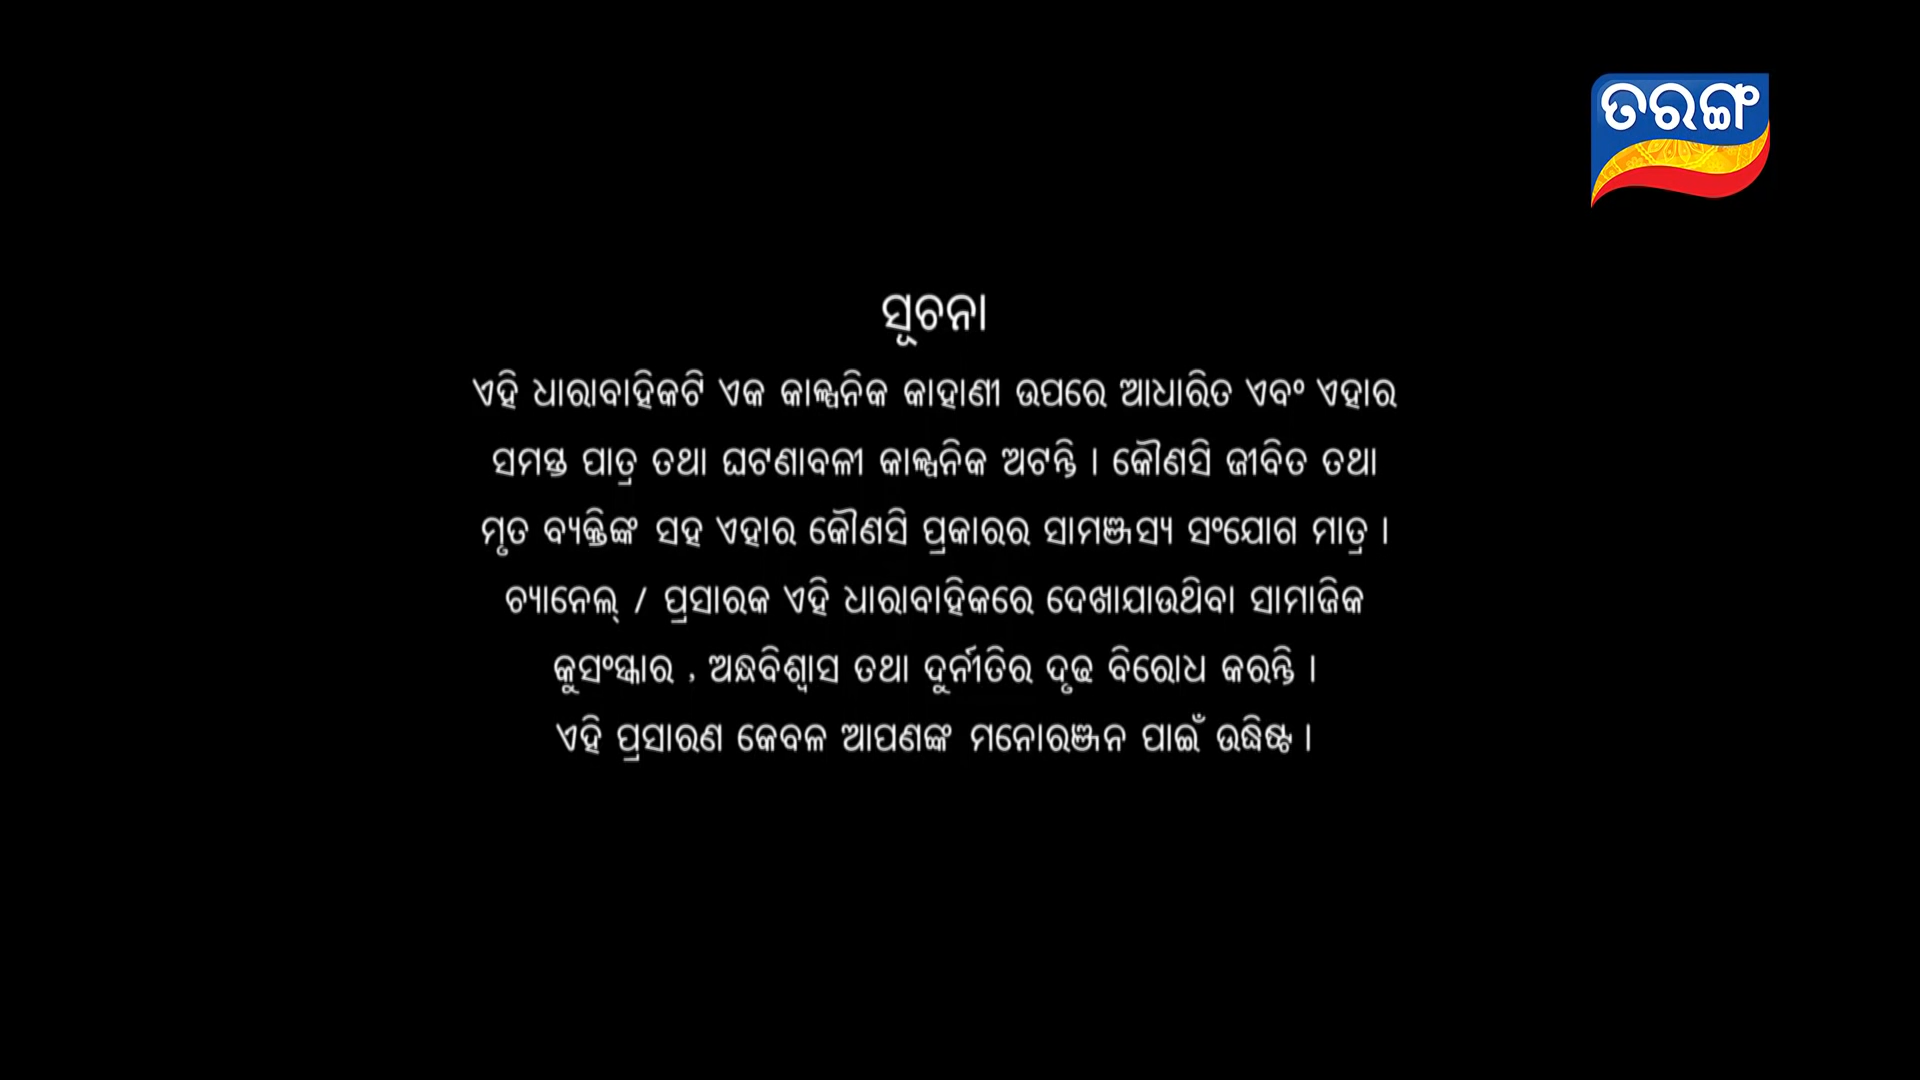 ତରଙ୍ଗ
ସୂଚନା
ଏହି ଧାରାବାହିକଟି ଏକ କାଳ୍ପନିକ କାହାଣୀ ଉପରେ ଆଧାରିତ ଏବଂ ଏହାର
ସମସ୍ତ ପାତ୍ର ତଥା ଘଟଣାବଳୀ କାଳ୍ପନିକ ଅଟନ୍ତି । କୌଣସି ଜୀବିତ ତଥା
ମୃତ ବ୍ୟକ୍ତିଙ୍କ ସହ ଏହାର କୌଣସି ପ୍ରକାରର ସାମଞ୍ଜସ୍ୟ ସଂଯୋଗ ମାତ୍ର ।
ଚ୍ୟାନେଲ୍ / ପ୍ରସାରକ ଏହି ଧାରାବାହିକରେ ଦେଖାଯାଉଥିବା ସାମାଜିକ
କୁସଂସ୍କାର , ଅନ୍ଧବିଶ୍ୱାସ ତଥା ଦୁର୍ନୀତିର ଦୃଢ ବିରୋଧ କରନ୍ତି ।
ଏହି ପ୍ରସାରଣ କେବଳ ଆପଣଙ୍କ ମନୋରଞ୍ଜନ ପାଇଁ ଉଦ୍ଧିଷ୍ଟ ।